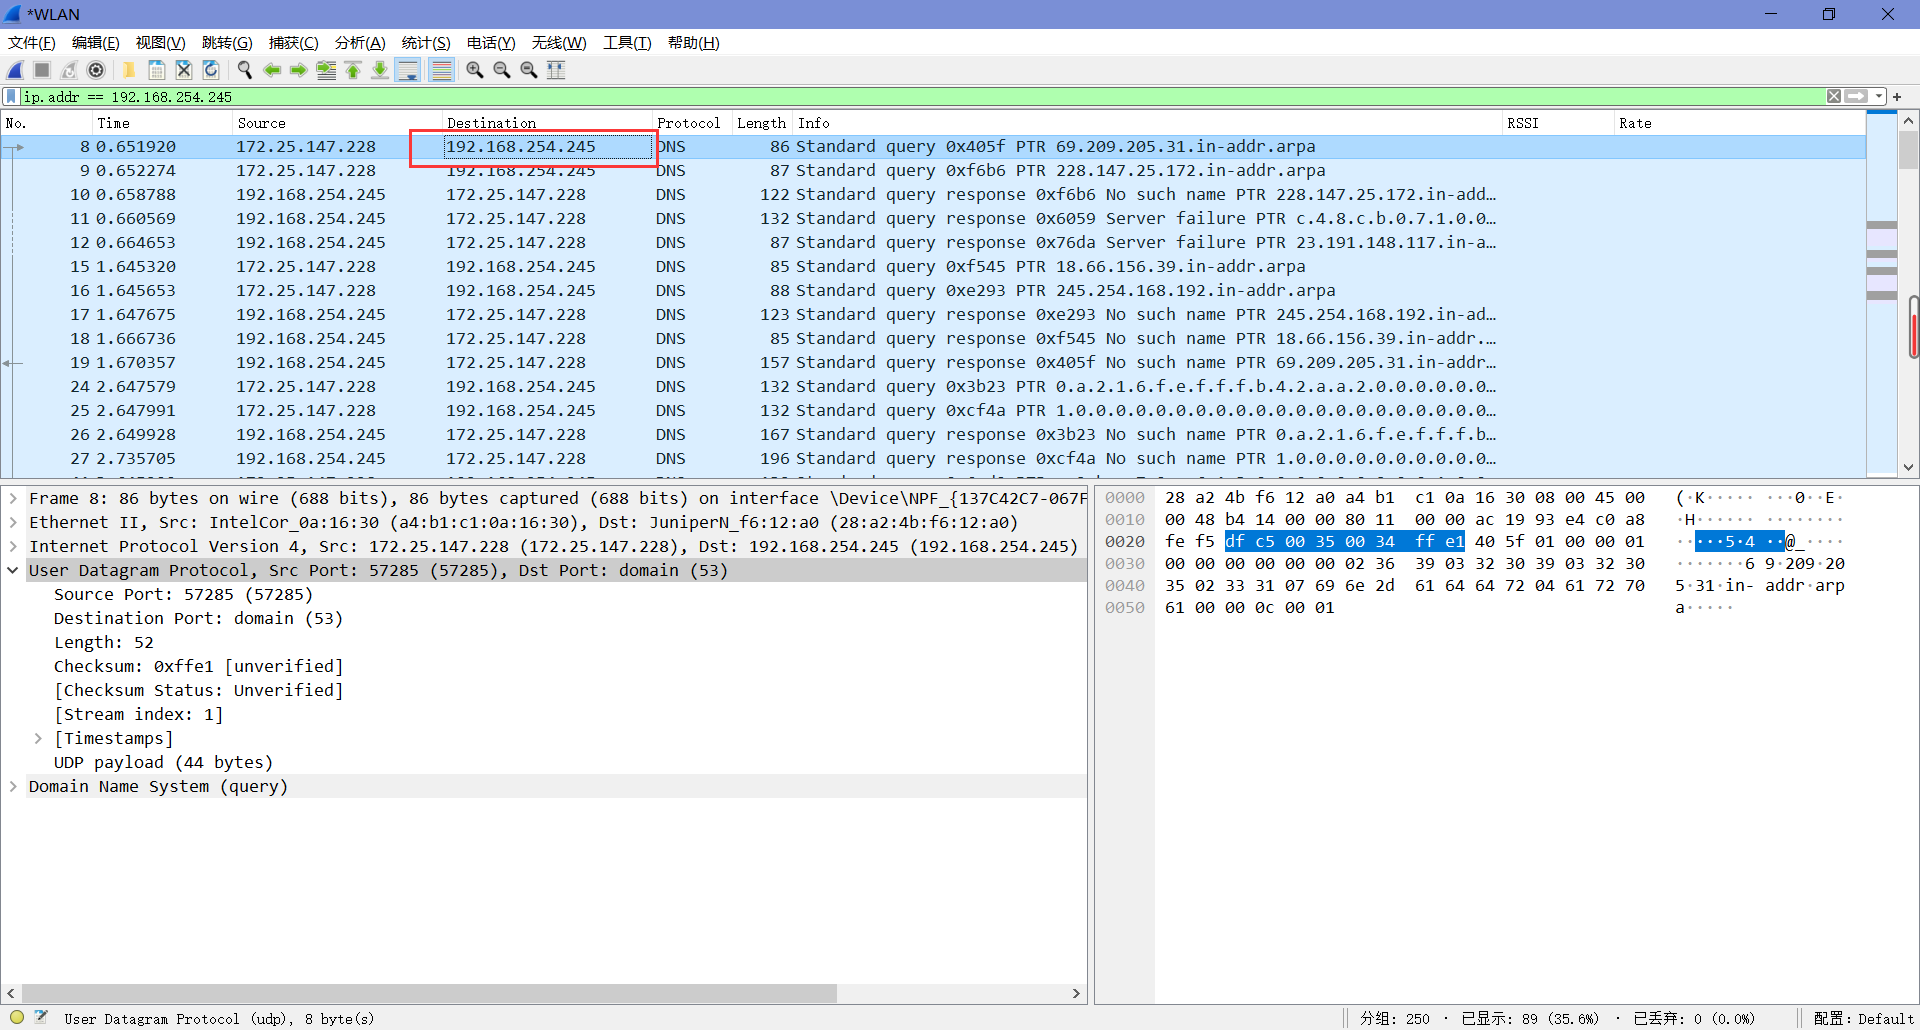 *WLAN
文件(F) 编辑(E) 视图(V) 跳转(G) 捕获(C) 分析(A) 统计(S) 电话(Y) 无线(W) 工具(T) 帮助(H)
ip.addr == 192.168.254.245
No. Time Source Destination Protocol Length Info RSSI Rate
8 0.651920 172.25.147.228 192.168.254.245 DNS 86 Standard query 0x405f PTR 69.209.205.31.in-addr.arpa
9 0.652274 172.25.147.228 192.168.254.245 DNS 87 Standard query 0xf6b6 PTR 228.147.25.172.in-addr.arpa
10 0.658788 192.168.254.245 172.25.147.228 DNS 122 Standard query response 0xf6b6 No such name PTR 228.147.25.172.in-add…
11 0.660569 192.168.254.245 172.25.147.228 DNS 132 Standard query response 0x6059 Server failure PTR c.4.8.c.b.0.7.1.0.0…
12 0.664653 192.168.254.245 172.25.147.228 DNS 87 Standard query response 0x76da Server failure PTR 23.191.148.117.in-a…
15 1.645320 172.25.147.228 192.168.254.245 DNS 85 Standard query 0xf545 PTR 18.66.156.39.in-addr.arpa
16 1.645653 172.25.147.228 192.168.254.245 DNS 88 Standard query 0xe293 PTR 245.254.168.192.in-addr.arpa
17 1.647675 192.168.254.245 172.25.147.228 DNS 123 Standard query response 0xe293 No such name PTR 245.254.168.192.in-ad…
18 1.666736 192.168.254.245 172.25.147.228 DNS 85 Standard query response 0xf545 PTR 18.66.156.39.in-addr.…
19 1.670357 192.168.254.245 172.25.147.228 DNS 157 Standard query response 0x405f No such name PTR 69.209.205.31.in-addr…
24 2.647579 172.25.147.228 192.168.254.245 DNS 132 Standard query 0x3b23 PTR 0.a.2.1.6.f.e.f.f.f.b.4.2.a.a.2.0.0.0.0.0.0…
25 2.647991 172.25.147.228 192.168.254.245 DNS 132 Standard query 0xcf4a PTR 1.0.0.0.0.0.0.0.0.0.0.0.0.0.0.0.0.0.0.0.0.0…
26 2.649928 192.168.254.245 172.25.147.228 DNS 167 Standard query response 0x3b23 No such name PTR 0.a.2.1.6.f.e.f.f.f.b…
27 2.735705 192.168.254.245 172.25.147.228 DNS 196 Standard query response 0xcf4a No such name PTR 1.0.0.0.0.0.0.0.0.0.0…
Frame 8: 86 bytes on wire (688 bits), 86 bytes captured (688 bits) on interface \Device\NPF_{137C42C7-067F
Ethernet II, Src: IntelCor_0a:16:30 (a4:b1:c1:0a:16:30), Dst: JuniperN_f6:12:a0 (28:a2:4b:f6:12:a0)
Internet Protocol Version 4, Src: 172.25.147.228 (172.25.147.228), Dst: 192.168.254.245 (192.168.254.245)
User Datagram Protocol, Src Port: 57285 (57285), Dst Port: domain (53)
Source Port: 57285 (57285)
Destination Port: domain (53)
Length: 52
Checksum: 0xffe1 [unverified]
[Checksum Status: Unverified]
[Stream index: 1]
[Timestamps]
UDP payload (44 bytes)
Domain Name System (query)
0000 28 a2 4b f6 12 a0 a4 b1 c1 0a 16 30 08 00 45 00 (·K····· ···0··E·
0010 00 48 b4 14 00 00 80 11 00 00 ac 19 93 e4 c0 a8 ·H······ ········
0020 fe f5 df c5 00 35 00 34 ff e1 40 5f 01 00 00 01 ·····5·4 ··@_····
0030 00 00 00 00 00 00 02 36 39 03 32 30 39 03 32 30 ·······6 9·209·20
0040 35 02 33 31 07 69 6e 2d 61 64 64 72 04 61 72 70 5·31·in- addr·arp
0050 61 00 00 0c 00 01 a·····
User Datagram Protocol (udp), 8 byte(s) 分组: 250 · 已显示: 89 (35.6%) · 已丢弃: 0 (0.0%) 配置: Default